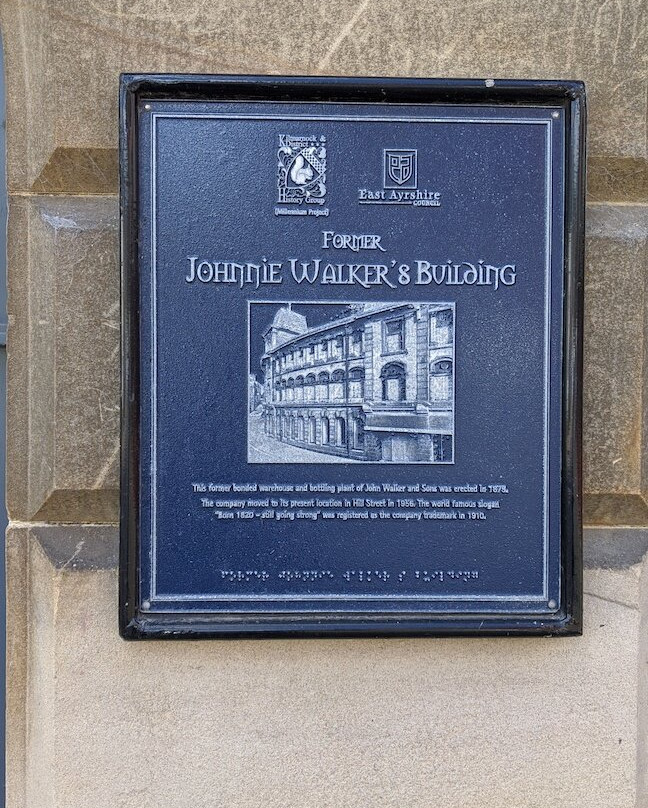 Kilmarnock &
District
History Group
(Millennium Project)
East Ayrshire
COUNCIL
FORMER
JOHNNIE WALKER'S BUILDING
This former bonded warehouse and bottling plant of John Walker and Sons was erected in 1878.
The company moved to its present location in Hill Street in 1956. The world famous slogan
"Born 1820 - still going strong" was registered as the company trademark in 1910.